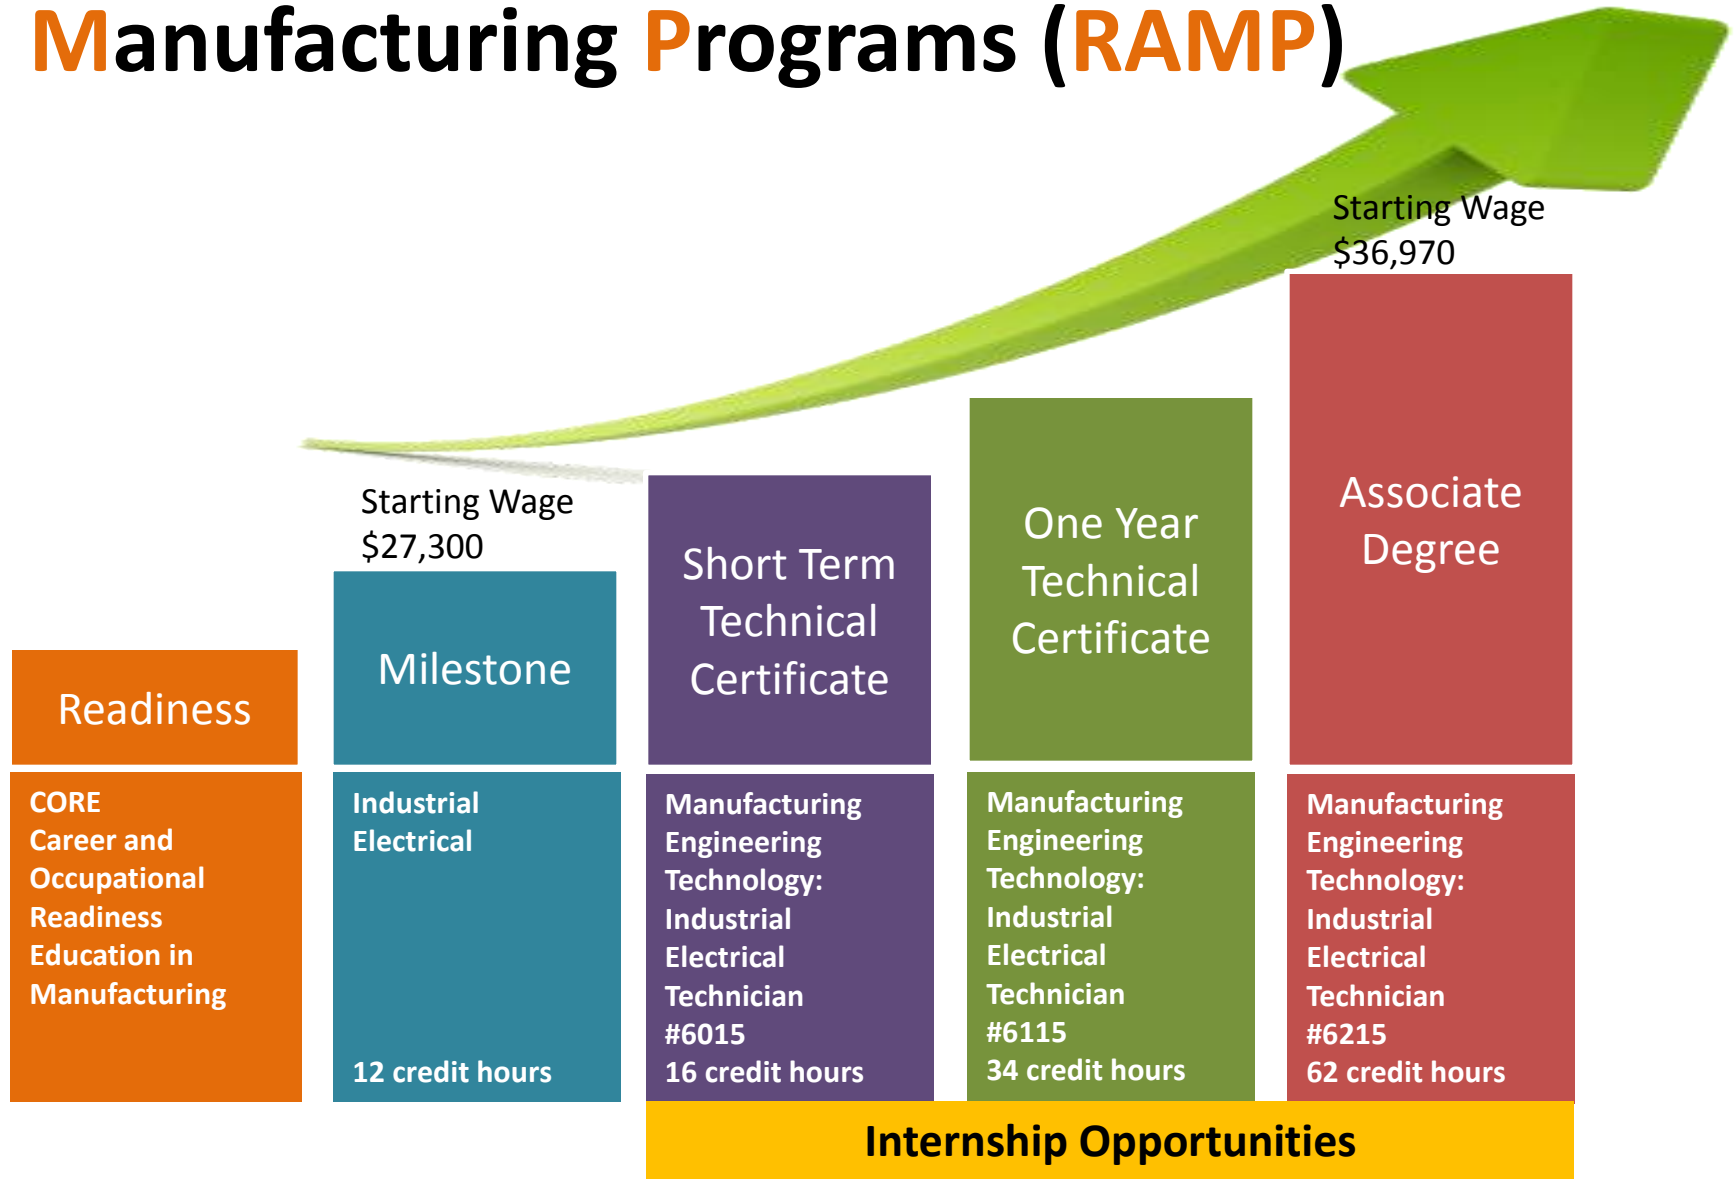 Manufacturing Programs (RAMP)
Starting Wage
$36,970
Starting Wage
$27,300
Readiness
Milestone
Short Term
Technical
Certificate
One Year
Technical
Certificate
Associate
Degree
CORE
Career and
Occupational
Readiness
Education in
Manufacturing
Industrial
Electrical
12 credit hours
Manufacturing
Engineering
Technology:
Industrial
Electrical
Technician
#6015
16 credit hours
Manufacturing
Engineering
Technology:
Industrial
Electrical
Technician
#6115
34 credit hours
Manufacturing
Engineering
Technology:
Industrial
Electrical
Technician
#6215
62 credit hours
Internship Opportunities